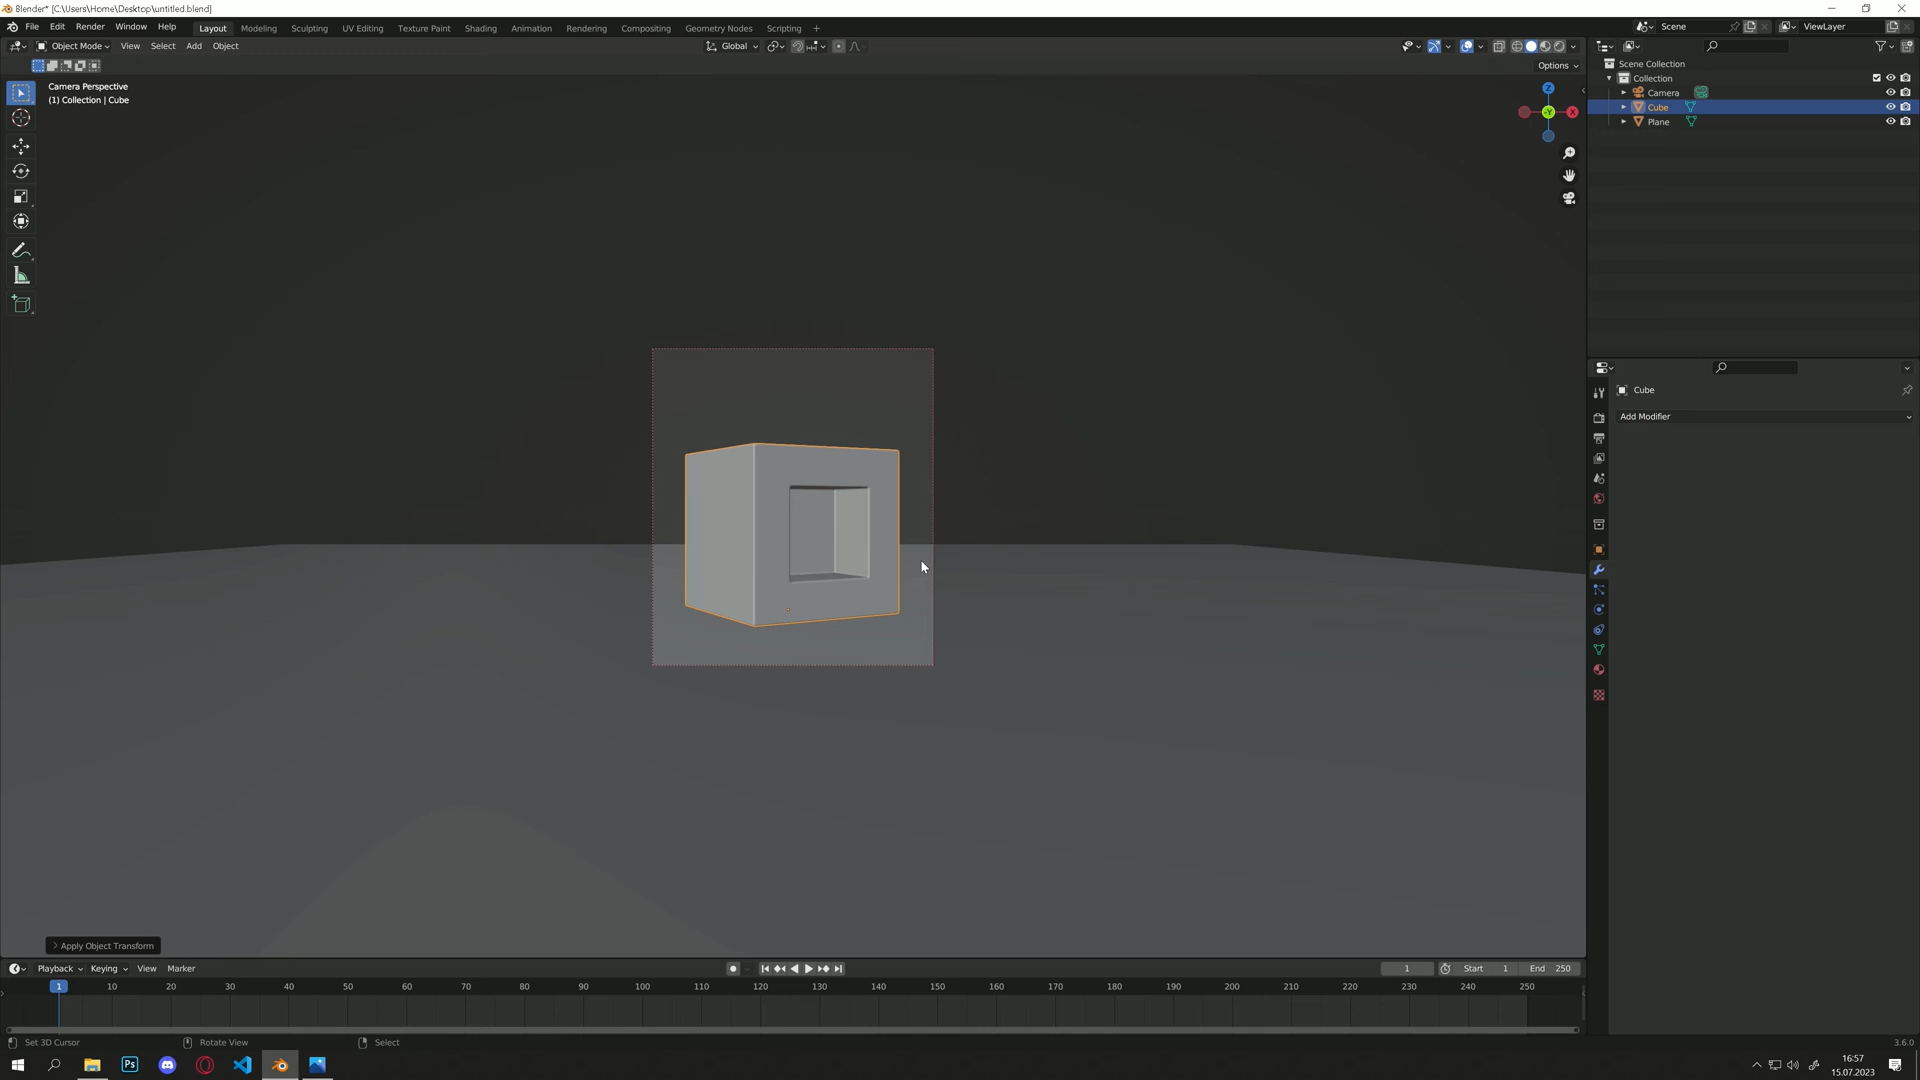 Blender* [C:\Users\Home\Desktop\untitled.blend]
File Edit Render Window Help Layout Modeling Sculpting UV Editing Texture Paint Shading Animation Rendering Compositing Geometry Nodes Scripting + Scene ViewLayer
Object Mode View Select Add Object Global
Options
Camera Perspective
(1) Collection | Cube
Z
-Y
X
Scene Collection
Collection
Camera
Cube
Plane
Cube
Add Modifier
Apply Object Transform
Playback Keying View Marker 1 Start 1 End 250
1 10 20 30 40 50 60 70 80 90 100 110 120 130 140 150 160 170 180 190 200 210 220 230 240 250
Set 3D Cursor Rotate View Select 3.6.0
Ps
16:57
15.07.2023